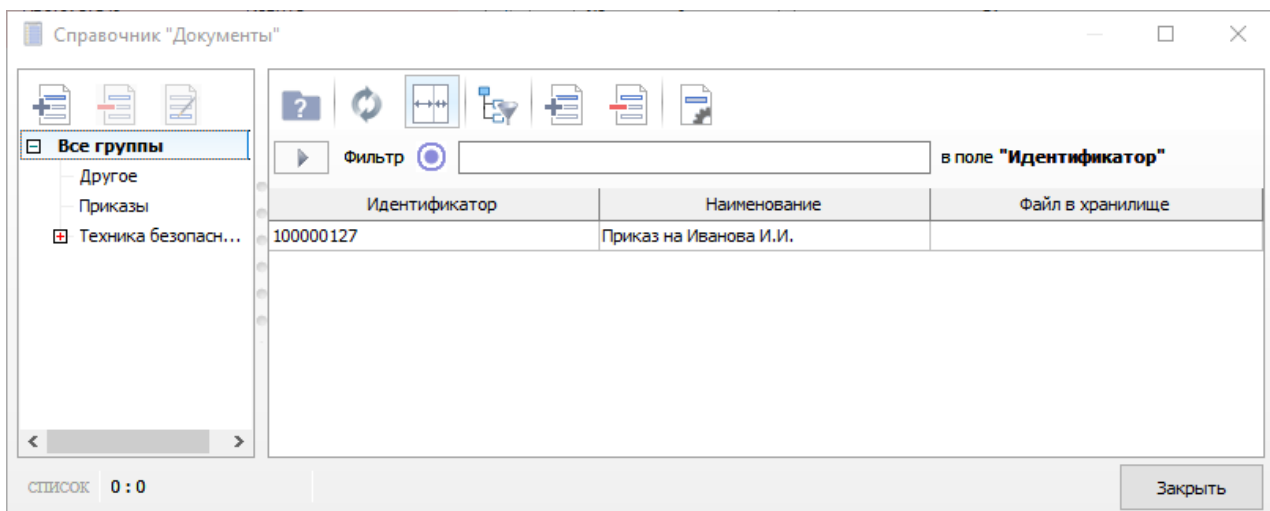 Справочник "Документы"
Все группы
Другое
Приказы
Техника безопасн...
?
Фильтр в поле "Идентификатор"
Идентификатор Наименование Файл в хранилище
100000127 Приказ на Иванова И.И.
список 0 : 0
Закрыть